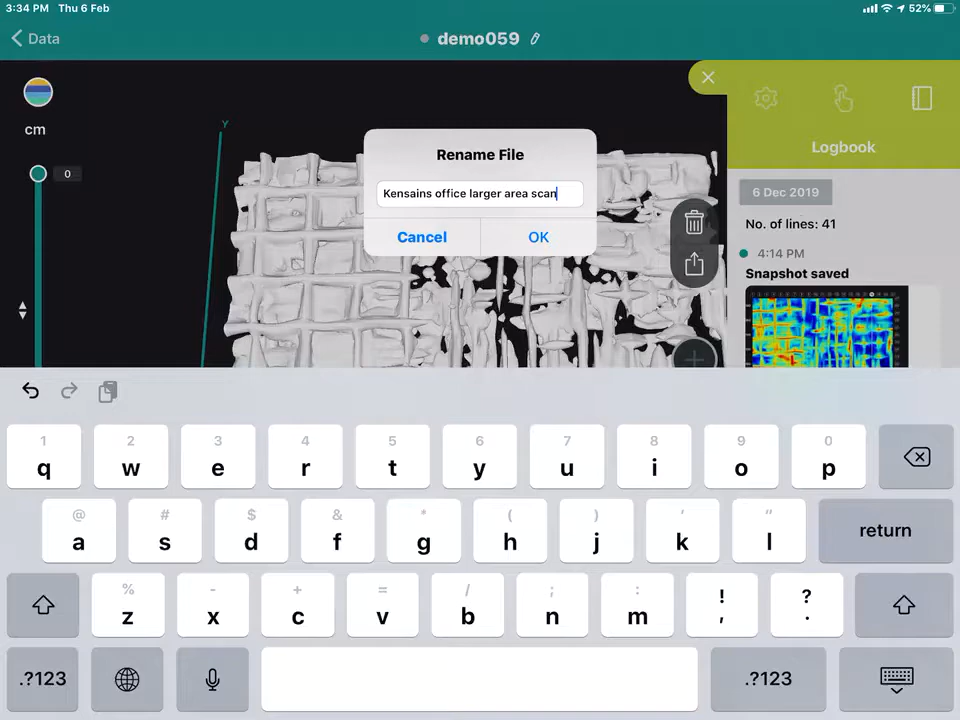 3:34 PM Thu 6 Feb
52%
Data
demo059
cm
0
Y
Rename File
Kensains office larger area scan
Cancel
OK
Logbook
6 Dec 2019
No. of lines: 41
4:14 PM
Snapshot saved
1 2 3 4 5 6 7 8 9 0
q w e r t y u i o p
@ # $ & * ( ) ' "
a s d f g h j k l
return
% - + = / ; : ! ?
z x c v b n m , .
.?123
.?123